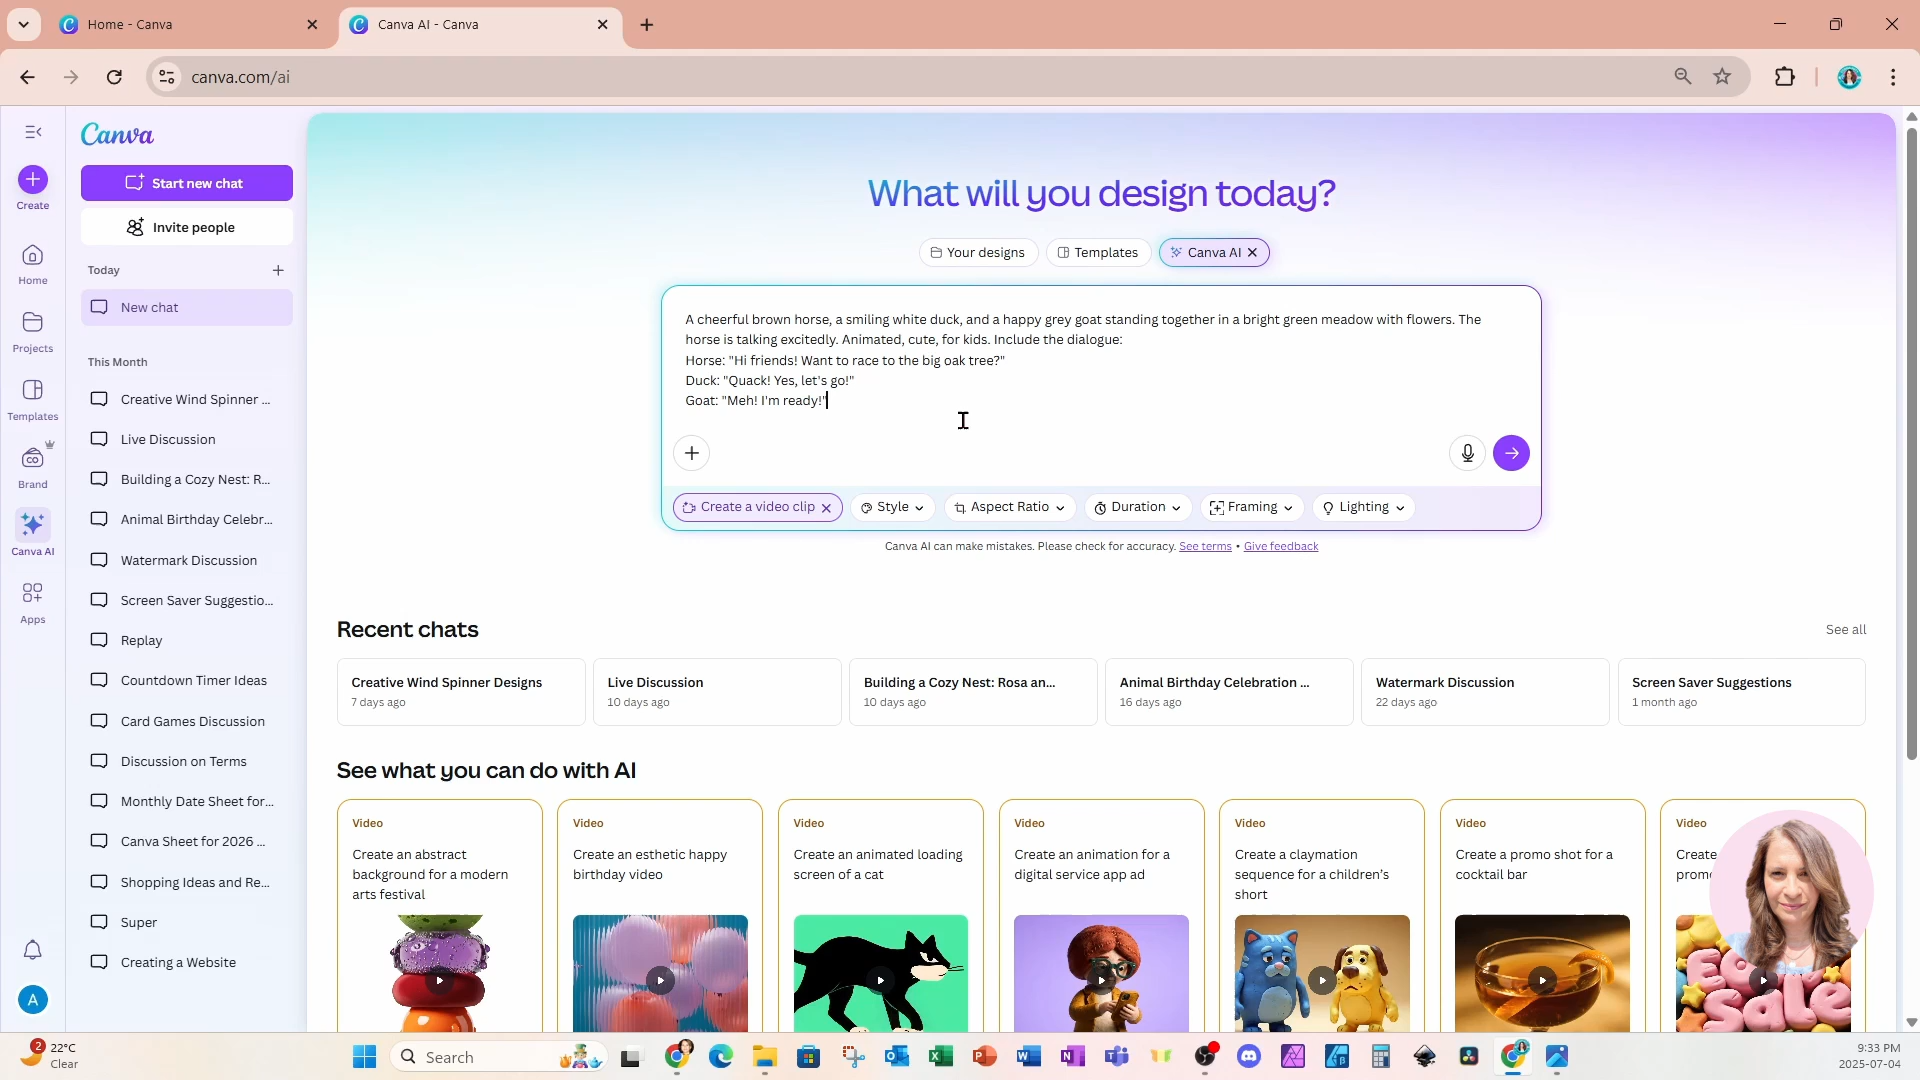 Home - Canva
Canva AI - Canva
canva.com/ai
Canva
Start new chat
Invite people
Today
New chat
This Month
Creative Wind Spinner ...
Live Discussion
Building a Cozy Nest: R...
Animal Birthday Celebr...
Watermark Discussion
Screen Saver Suggestio...
Replay
Countdown Timer Ideas
Card Games Discussion
Discussion on Terms
Monthly Date Sheet for...
Canva Sheet for 2026 ...
Shopping Ideas and Re...
Super
Creating a Website
Create
Home
Projects
Templates
Brand
Canva AI
Apps
A
What will you design today?
Your designs
Templates
Canva AI
A cheerful brown horse, a smiling white duck, and a happy grey goat standing together in a bright green meadow with flowers. The
horse is talking excitedly. Animated, cute, for kids. Include the dialogue:
Horse: "Hi friends! Want to race to the big oak tree?"
Duck: "Quack! Yes, let's go!"
Goat: "Meh! I'm ready!"
Create a video clip
Style
Aspect Ratio
Duration
Framing
Lighting
Canva AI can make mistakes. Please check for accuracy. See terms • Give feedback
Recent chats
See all
Creative Wind Spinner Designs
7 days ago
Live Discussion
10 days ago
Building a Cozy Nest: Rosa an...
10 days ago
Animal Birthday Celebration ...
16 days ago
Watermark Discussion
22 days ago
Screen Saver Suggestions
1 month ago
See what you can do with AI
Video
Create an abstract
background for a modern
arts festival
Video
Create an esthetic happy
birthday video
Video
Create an animated loading
screen of a cat
Video
Create an animation for a
digital service app ad
Video
Create a claymation
sequence for a children's
short
Video
Create a promo shot for a
cocktail bar
Video
Create
Sale
2
22°C
Clear
Search
9:33 PM
2025-07-04